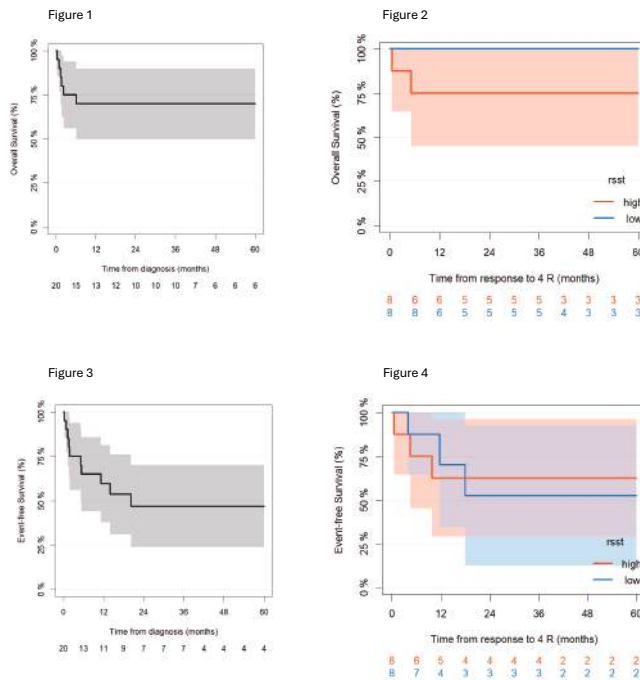 Figure 1
100 %
75 %
50 %
25 %
0 %
Overall Survival (%)
0 12 24 36 48 60
Time from diagnosis (months)
20 15 13 12 10 10 10 7 6 6 6
Figure 2
100 %
75 %
50 %
25 %
0 %
Overall Survival (%)
rsst
high
low
0 12 24 36 48 60
Time from response to 4 R (months)
8 6 6 5 5 5 5 3 3 3 3
8 8 6 5 5 5 5 4 3 3 3
Figure 3
100 %
75 %
50 %
25 %
0 %
Event-free Survival (%)
0 12 24 36 48 60
Time from diagnosis (months)
20 13 11 9 7 7 7 4 4 4 4
Figure 4
100 %
75 %
50 %
25 %
0 %
Event-free Survival (%)
rsst
high
low
0 12 24 36 48 60
Time from response to 4 R (months)
8 6 5 4 4 4 4 2 2 2 2
8 7 4 3 3 3 3 2 2 2 2